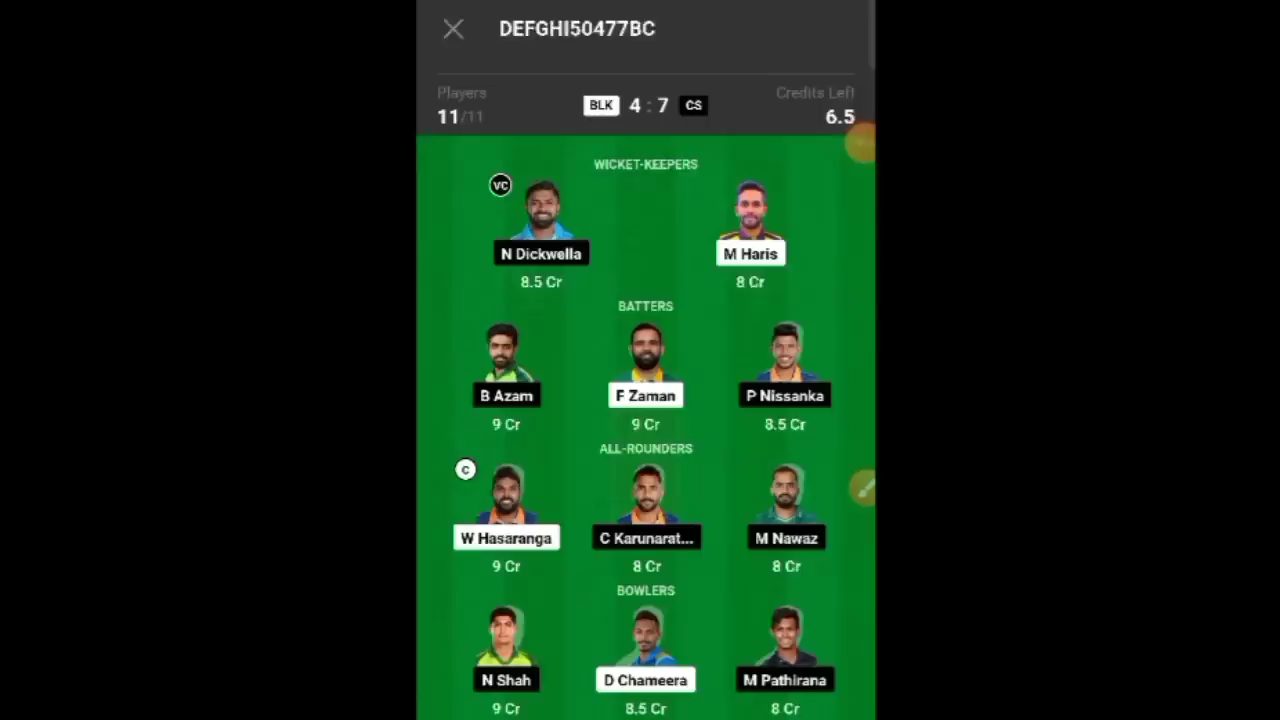 DEFGHI50477BC
Players
Credits Left
11/11
BLK 4 : 7 CS
6.5
WICKET-KEEPERS
VC
N Dickwella
M Haris
8.5 Cr
8 Cr
BATTERS
B Azam
F Zaman
P Nissanka
9 Cr
9 Cr
8.5 Cr
ALL-ROUNDERS
C
W Hasaranga
C Karunarat...
M Nawaz
9 Cr
8 Cr
8 Cr
BOWLERS
N Shah
D Chameera
M Pathirana
9 Cr
8.5 Cr
8 Cr